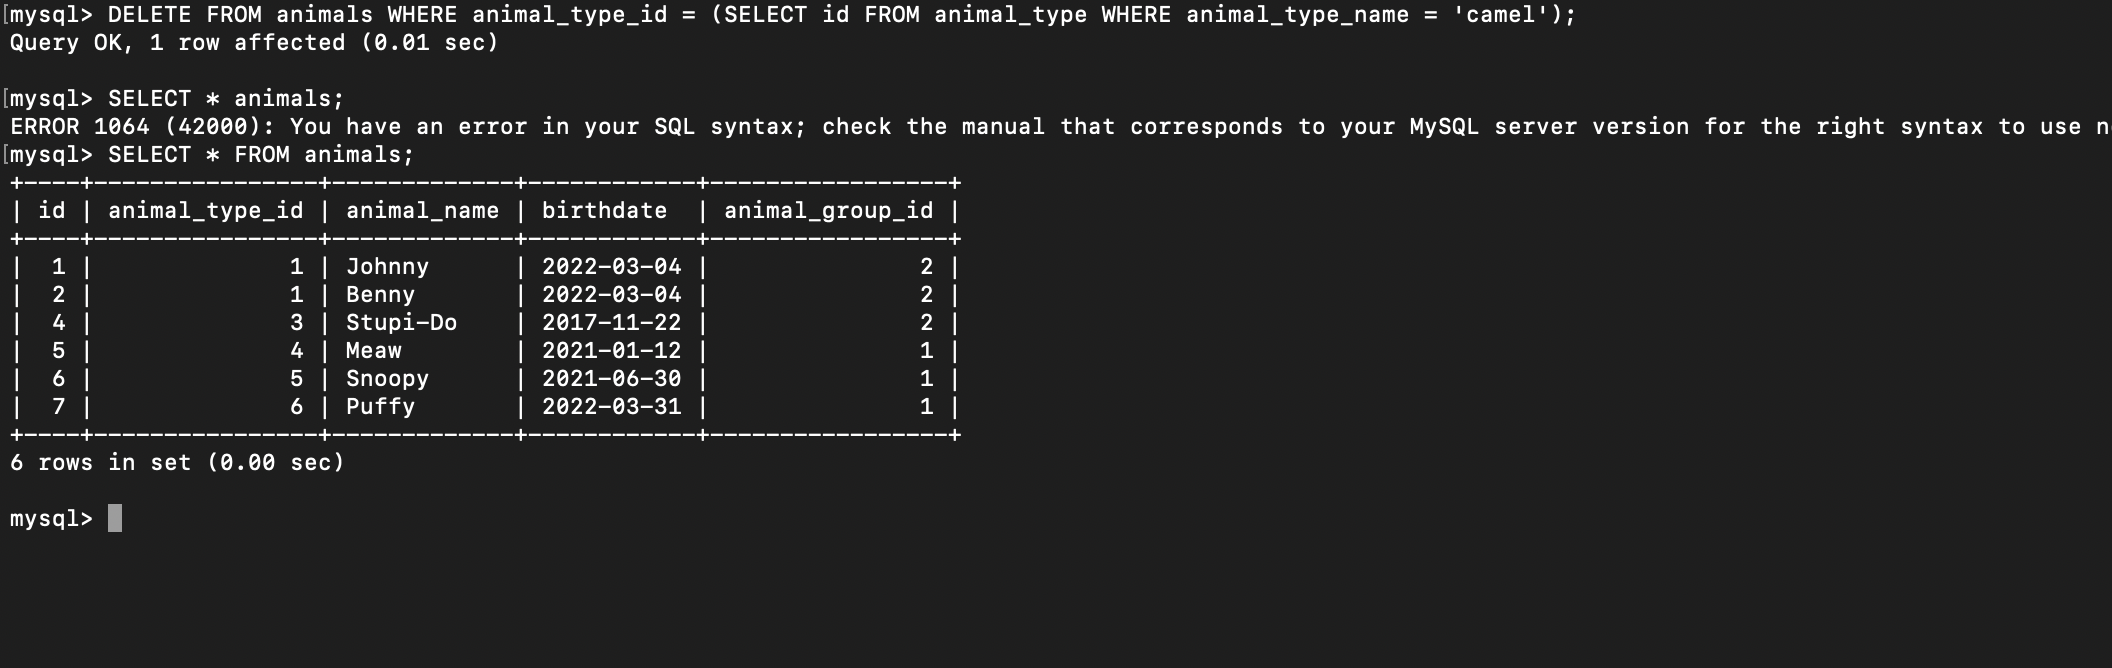 mysql> DELETE FROM animals WHERE animal_type_id = (SELECT id FROM animal_type WHERE animal_type_name = 'camel');
Query OK, 1 row affected (0.01 sec)
mysql> SELECT * animals;
ERROR 1064 (42000): You have an error in your SQL syntax; check the manual that corresponds to your MySQL server version for the right syntax to use
mysql> SELECT * FROM animals;
+----+----------------+-------------+------------+-----------------+
| id | animal_type_id | animal_name | birthdate  | animal_group_id |
+----+----------------+-------------+------------+-----------------+
|  1 |              1 | Johnny      | 2022-03-04 |               2 |
|  2 |              1 | Benny       | 2022-03-04 |               2 |
|  4 |              3 | Stupi-Do    | 2017-11-22 |               2 |
|  5 |              4 | Meaw        | 2021-01-12 |               1 |
|  6 |              5 | Snoopy      | 2021-06-30 |               1 |
|  7 |              6 | Puffy       | 2022-03-31 |               1 |
+----+----------------+-------------+------------+-----------------+
6 rows in set (0.00 sec)
mysql>